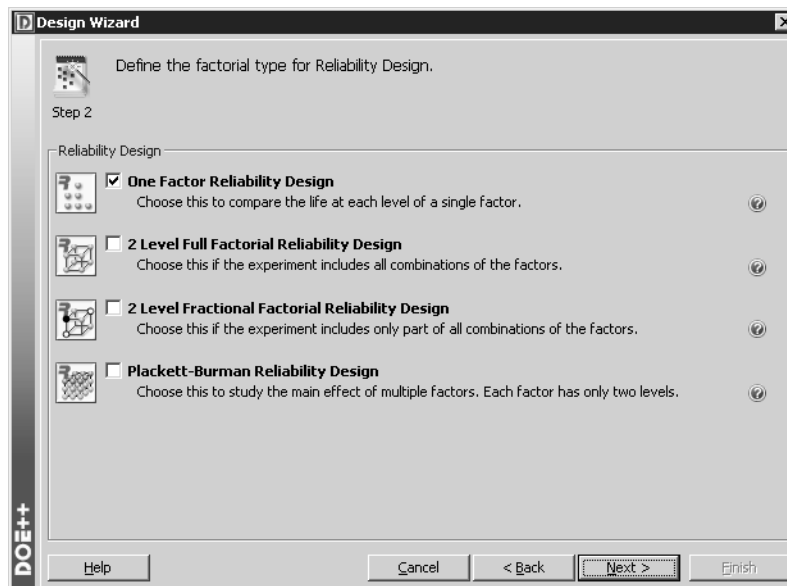 Design Wizard
Define the factorial type for Reliability Design.
Step 2
Reliability Design
One Factor Reliability Design
Choose this to compare the life at each level of a single factor.
2 Level Full Factorial Reliability Design
Choose this if the experiment includes all combinations of the factors.
2 Level Fractional Factorial Reliability Design
Choose this if the experiment includes only part of all combinations of the factors.
Plackett-Burman Reliability Design
Choose this to study the main effect of multiple factors. Each factor has only two levels.
DOE++
Help
Cancel
< Back
Next >
Finish